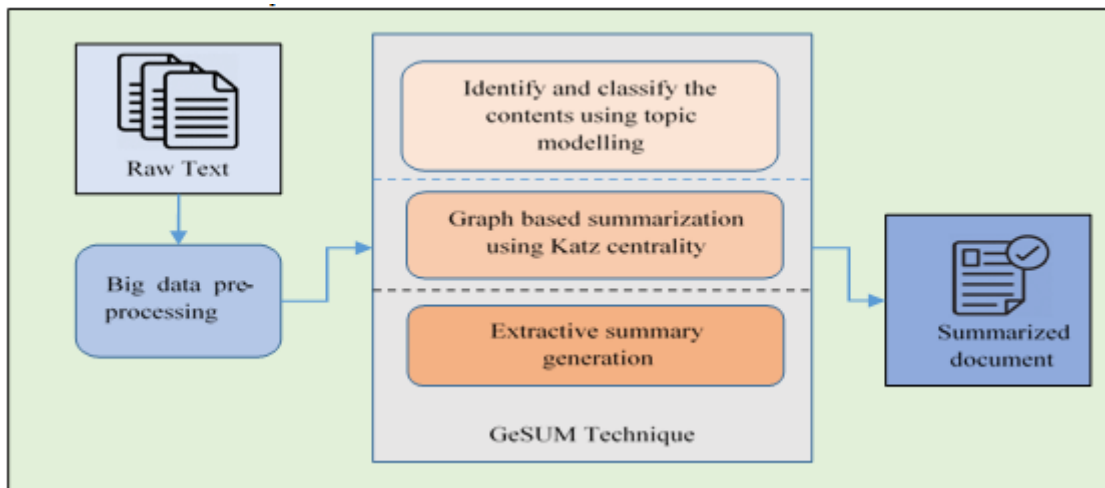 Raw Text
Big data pre-
processing
Identify and classify the
contents using topic
modelling
Graph based summarization
using Katz centrality
Extractive summary
generation
GeSUM Technique
Summarized
document